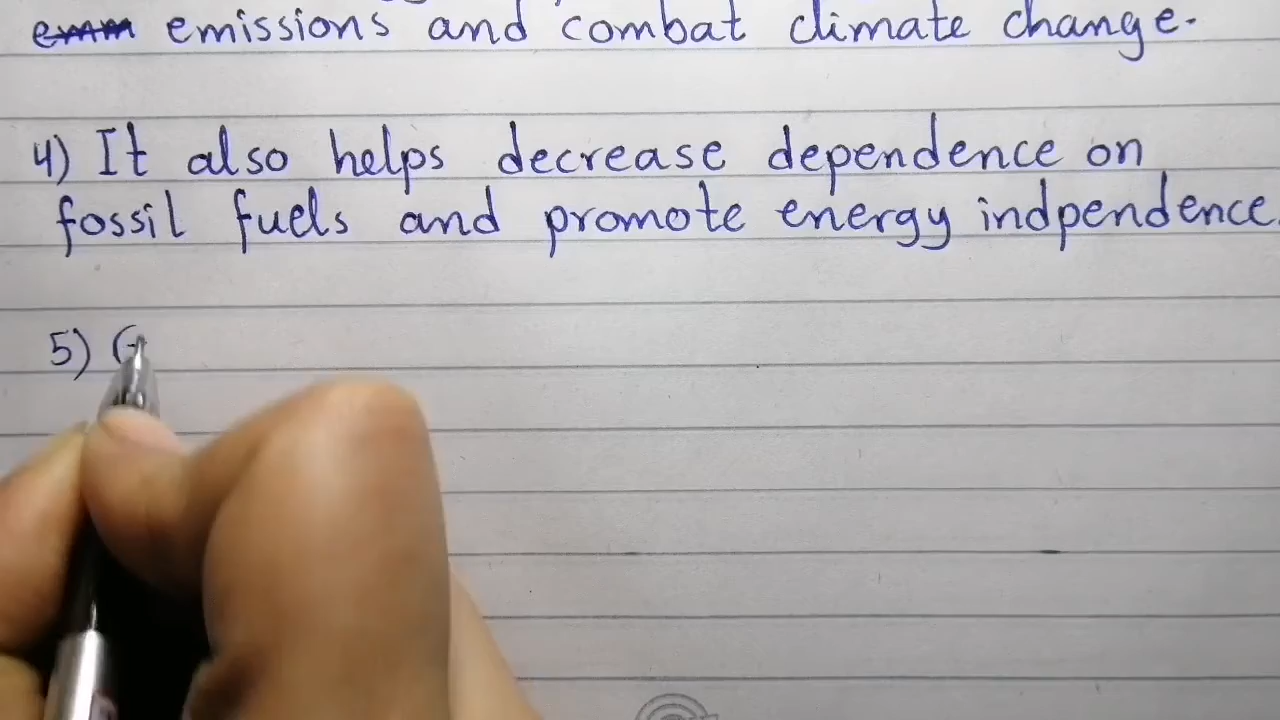 emissions and combat climate change.
4) It also helps decrease dependence on
fossil fuels and promote energy indpendence.
5)